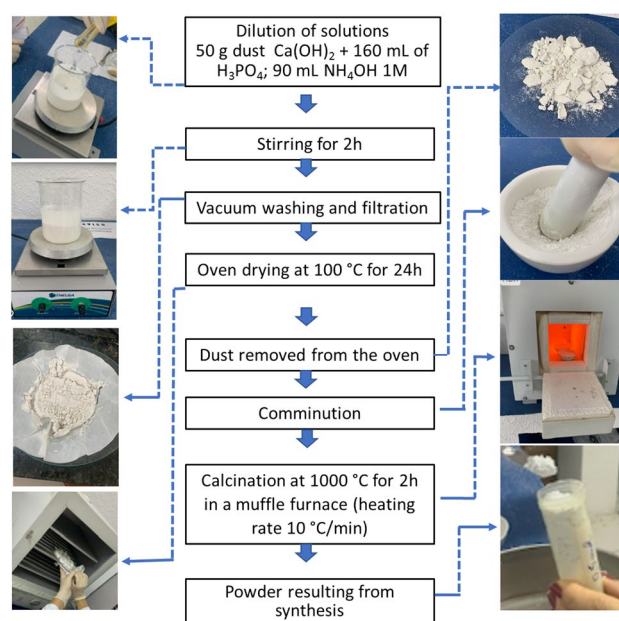 Dilution of solutions
50 g dust Ca(OH)₂ + 160 mL of
H₃PO₄; 90 mL NH₄OH 1M
Stirring for 2h
Vacuum washing and filtration
Oven drying at 100 °C for 24h
Dust removed from the oven
Comminution
Calcination at 1000 °C for 2h
in a muffle furnace (heating
rate 10 °C/min)
Powder resulting from
synthesis